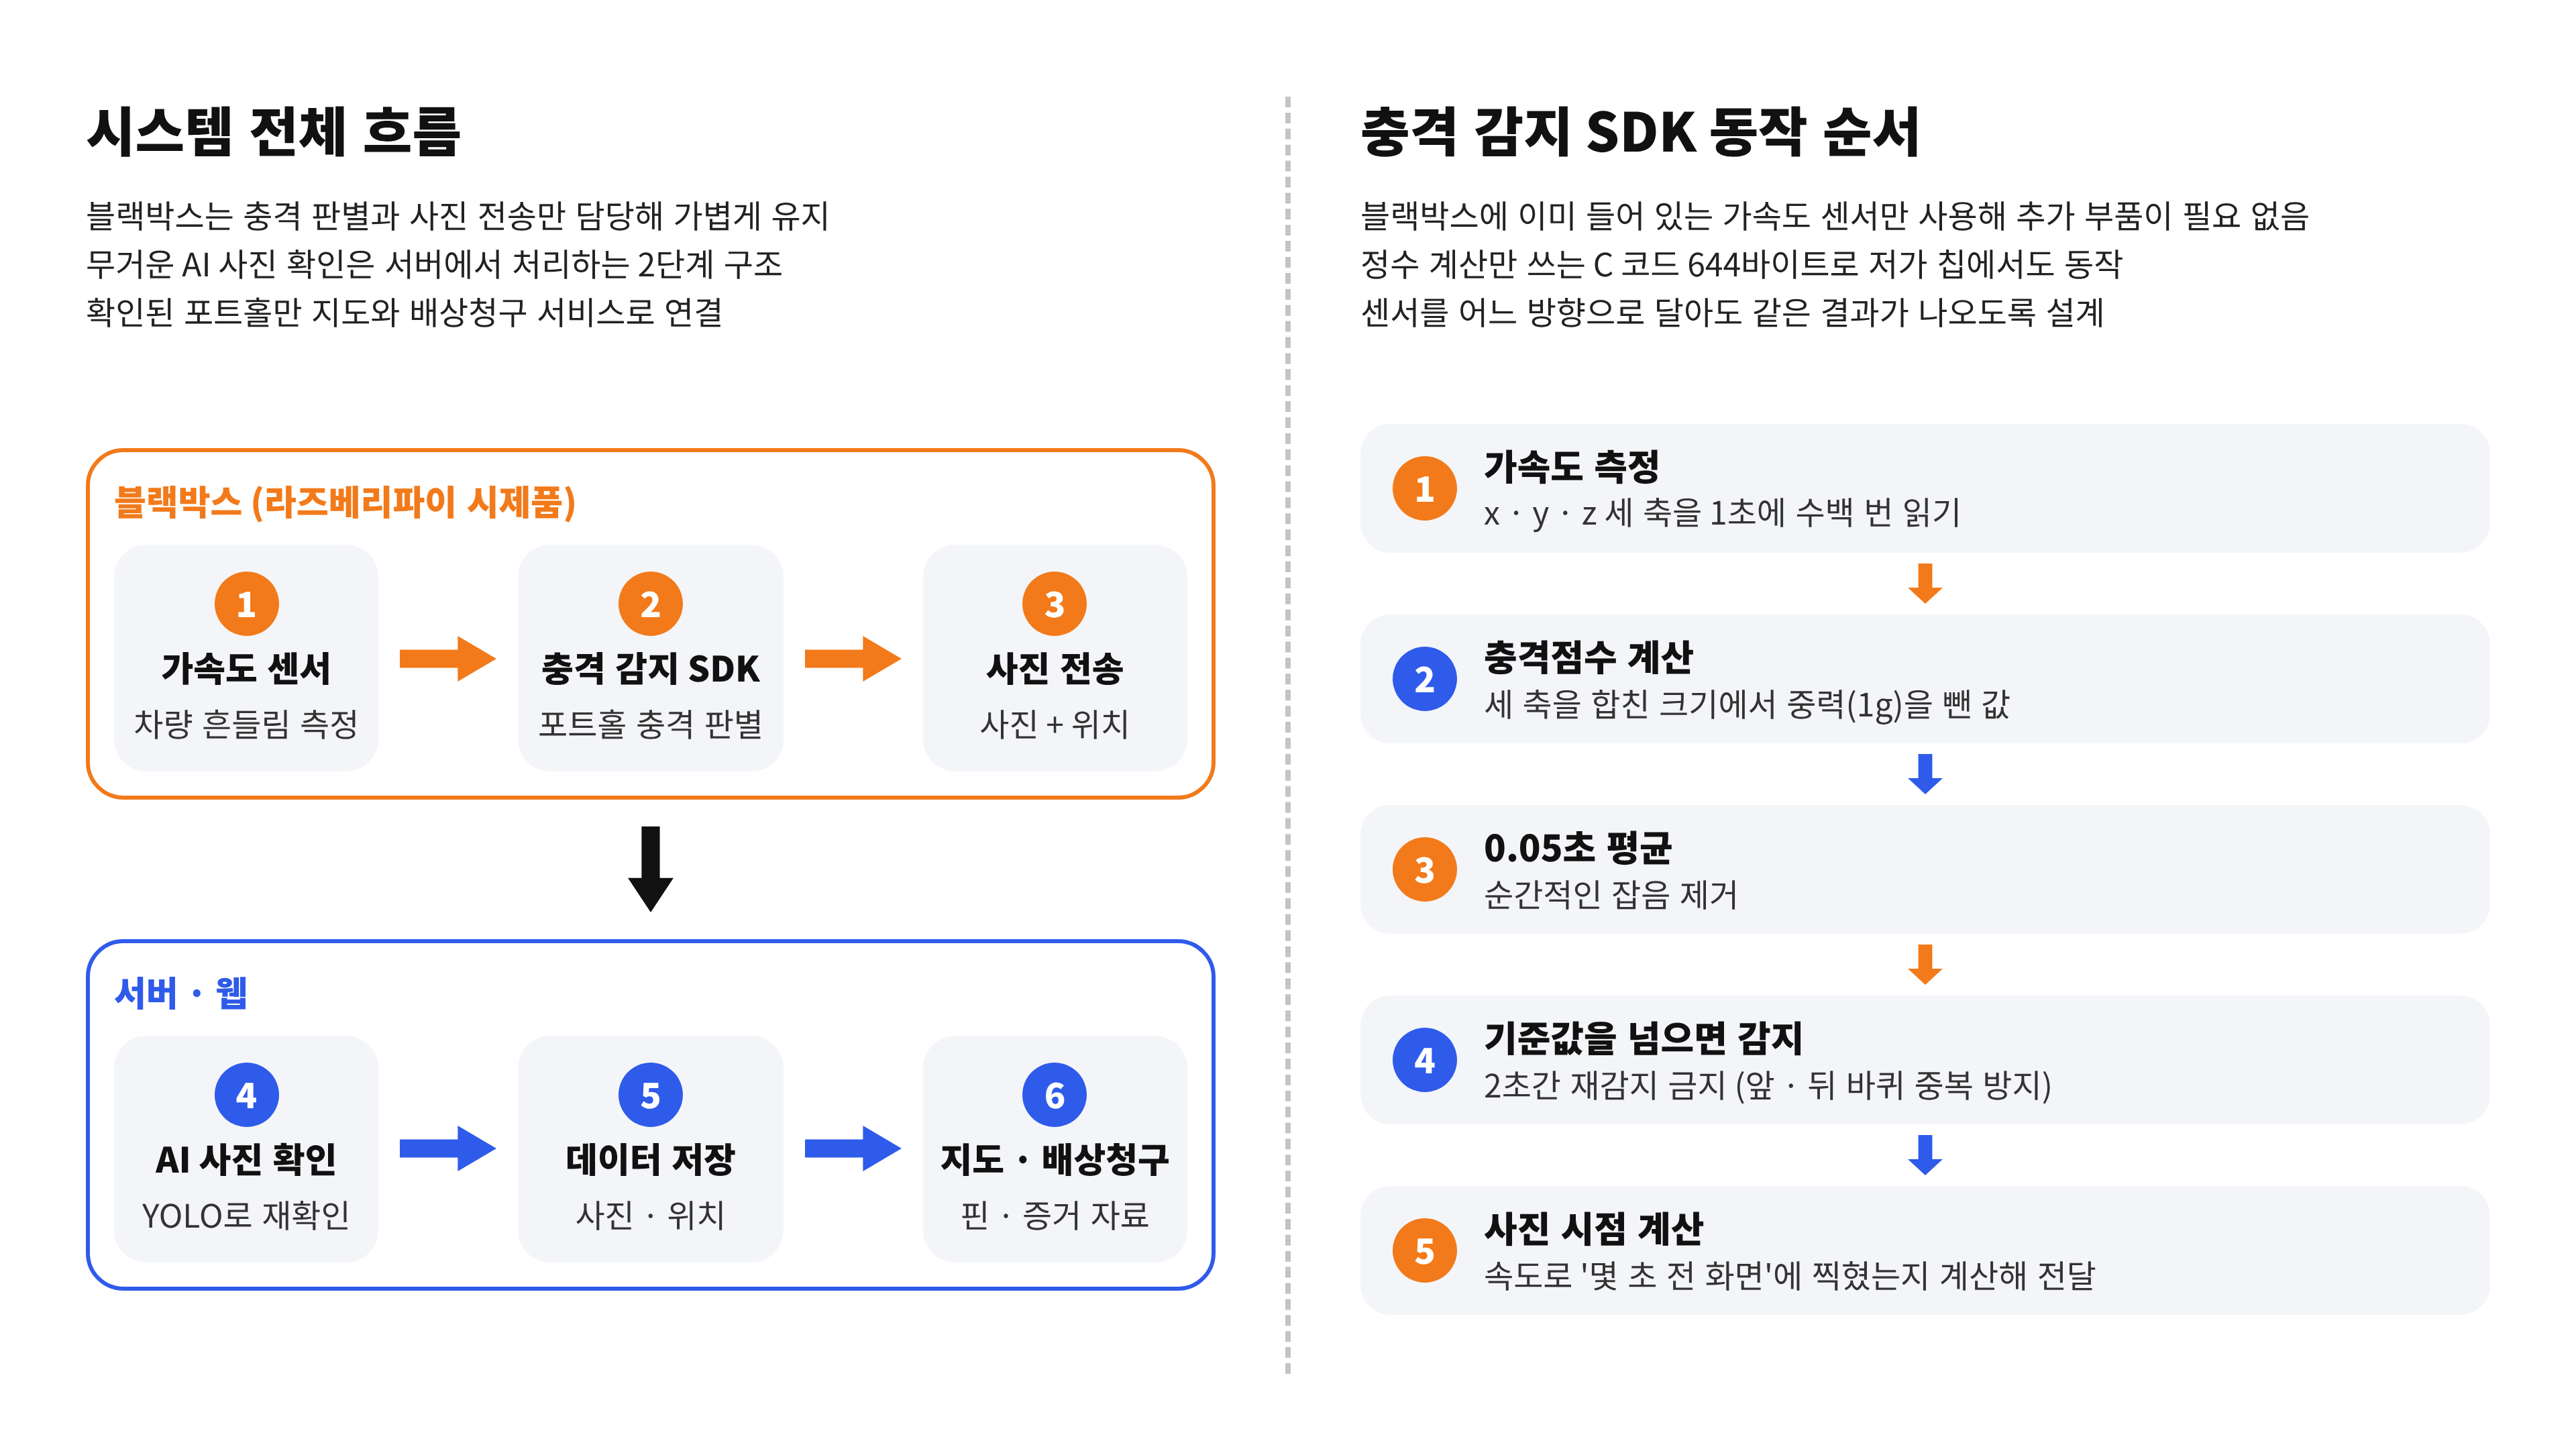 시스템 전체 흐름
블랙박스는 충격 판별과 사진 전송만 담당해 가볍게 유지
무거운 AI 사진 확인은 서버에서 처리하는 2단계 구조
확인된 포트홀만 지도와 배상청구 서비스로 연결
블랙박스 (라즈베리파이 시제품)
1
가속도 센서
차량 흔들림 측정
2
충격 감지 SDK
포트홀 충격 판별
3
사진 전송
사진 + 위치
서버 · 웹
4
AI 사진 확인
YOLO로 재확인
5
데이터 저장
사진 · 위치
6
지도 · 배상청구
핀 · 증거 자료
충격 감지 SDK 동작 순서
블랙박스에 이미 들어 있는 가속도 센서만 사용해 추가 부품이 필요 없음
정수 계산만 쓰는 C 코드 644바이트로 저가 칩에서도 동작
센서를 어느 방향으로 달아도 같은 결과가 나오도록 설계
1
가속도 측정
x · y · z 세 축을 1초에 수백 번 읽기
2
충격점수 계산
세 축을 합친 크기에서 중력(1g)을 뺀 값
3
0.05초 평균
순간적인 잡음 제거
4
기준값을 넘으면 감지
2초간 재감지 금지 (앞 · 뒤 바퀴 중복 방지)
5
사진 시점 계산
속도로 '몇 초 전 화면'에 찍혔는지 계산해 전달